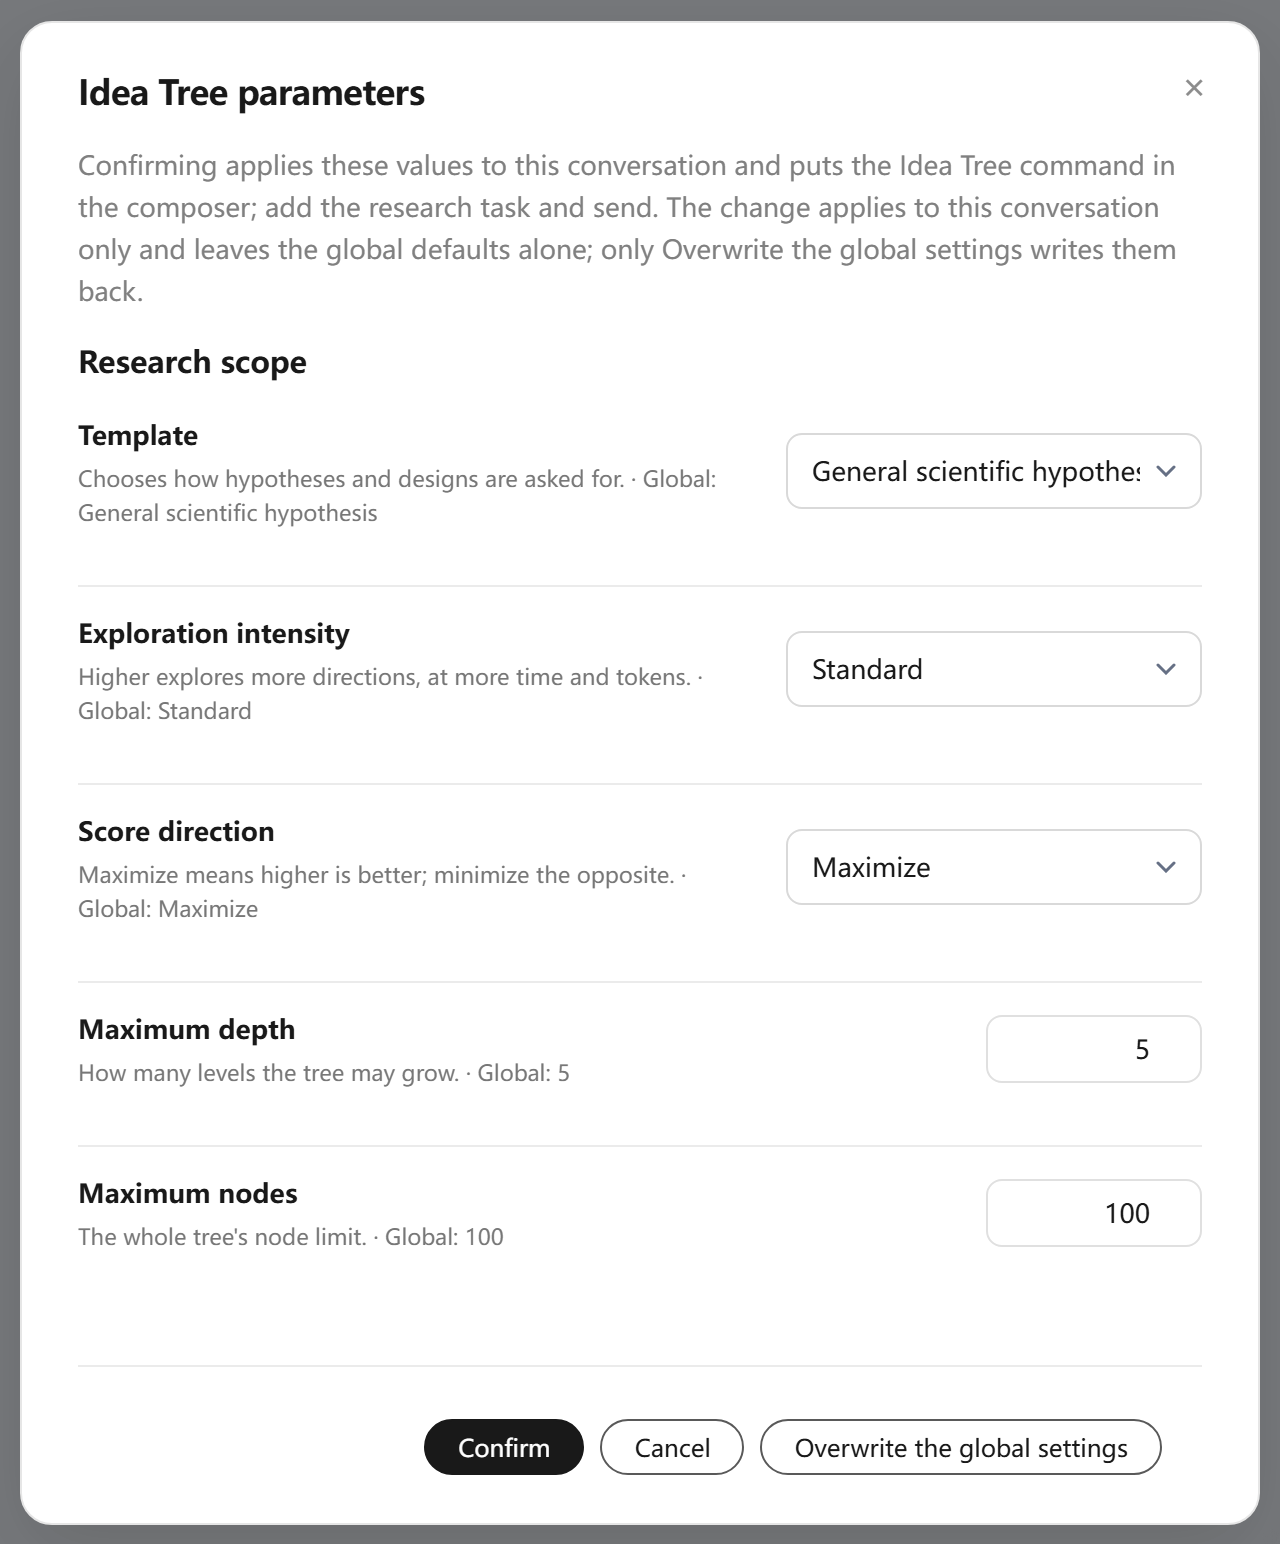 Idea Tree parameters
Confirming applies these values to this conversation and puts the Idea Tree command in
the composer; add the research task and send. The change applies to this conversation
only and leaves the global defaults alone; only Overwrite the global settings writes them
back.
Research scope
Template
Chooses how hypotheses and designs are asked for. · Global:
General scientific hypothesis
General scientific hypothes
Exploration intensity
Higher explores more directions, at more time and tokens. ·
Global: Standard
Standard
Score direction
Maximize means higher is better; minimize the opposite. ·
Global: Maximize
Maximize
Maximum depth
How many levels the tree may grow. · Global: 5
5
Maximum nodes
The whole tree's node limit. · Global: 100
100
Confirm
Cancel
Overwrite the global settings